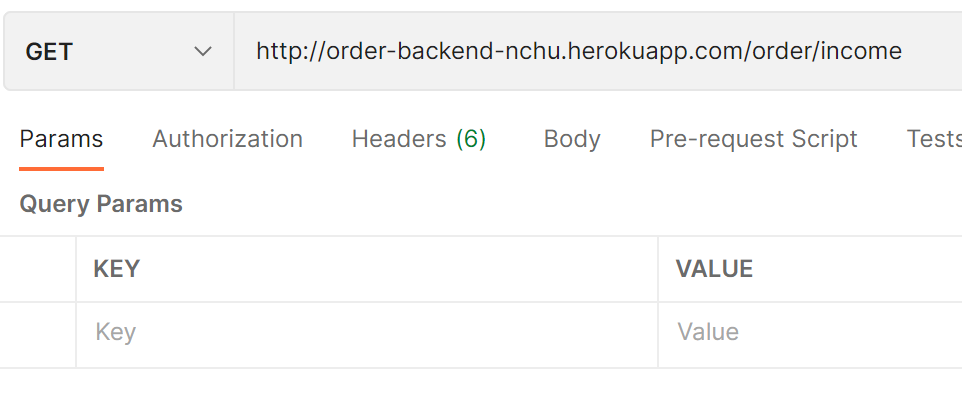 GET http://order-backend-nchu.herokuapp.com/order/income
Params Authorization Headers (6) Body Pre-request Script Tests
Query Params
KEY VALUE
Key Value